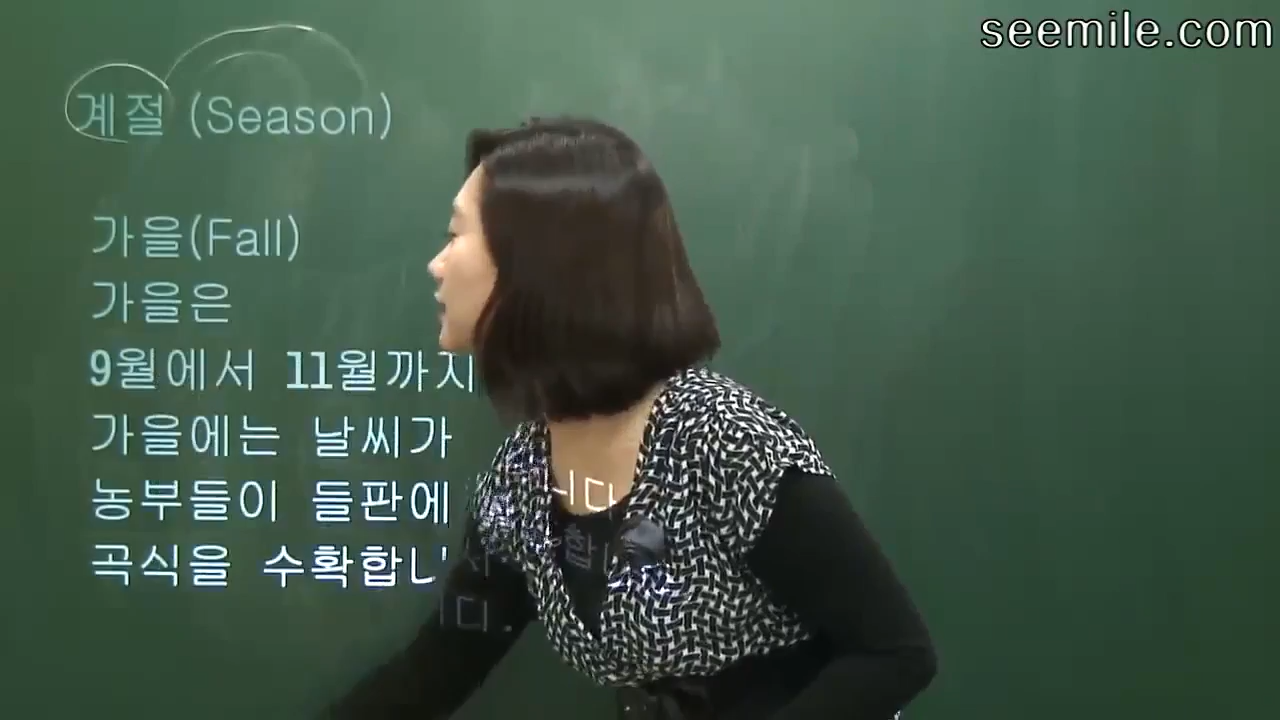 seemile.com
계절 (Season)
가을(Fall)
가을은
9월에서 11월까지
가을에는 날씨가
농부들이 들판에
곡식을 수확합니